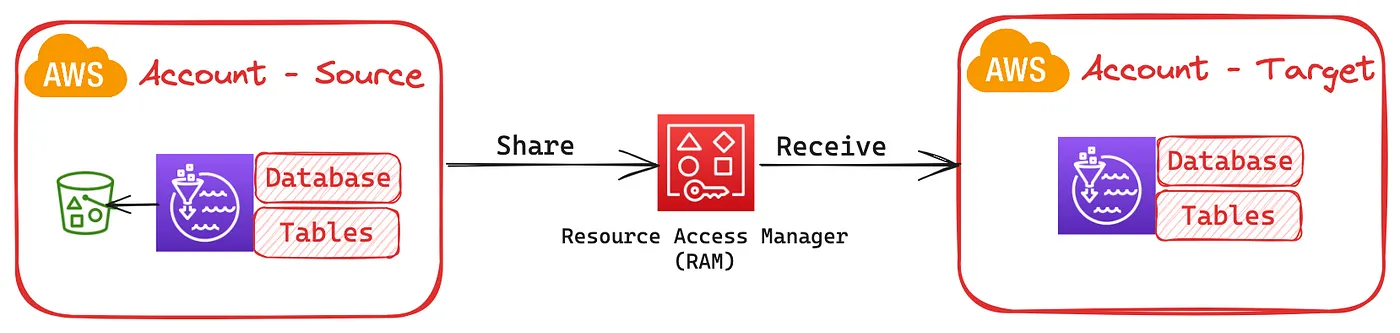 AWS Account - Source
Database
Tables
Share
Resource Access Manager
(RAM)
Receive
AWS Account - Target
Database
Tables